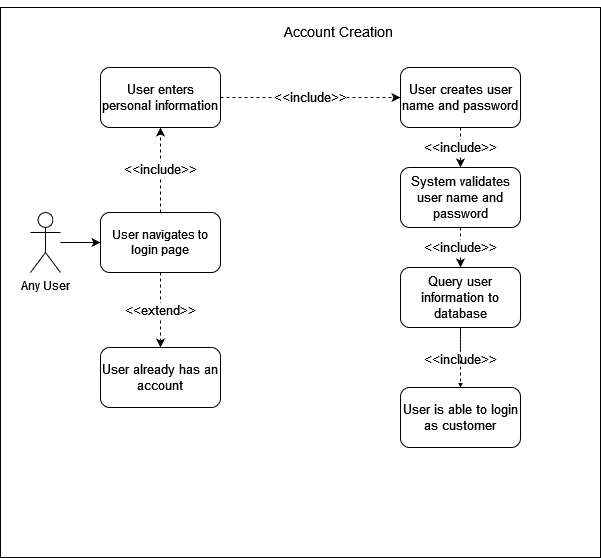 Account Creation
User enters
personal information
<<include>>
User creates user
name and password
<<include>>
<<include>>
System validates
user name and
password
User navigates to
login page
Any User
<<include>>
<<extend>>
Query user
information to
database
User already has an
account
<<include>>
User is able to login
as customer